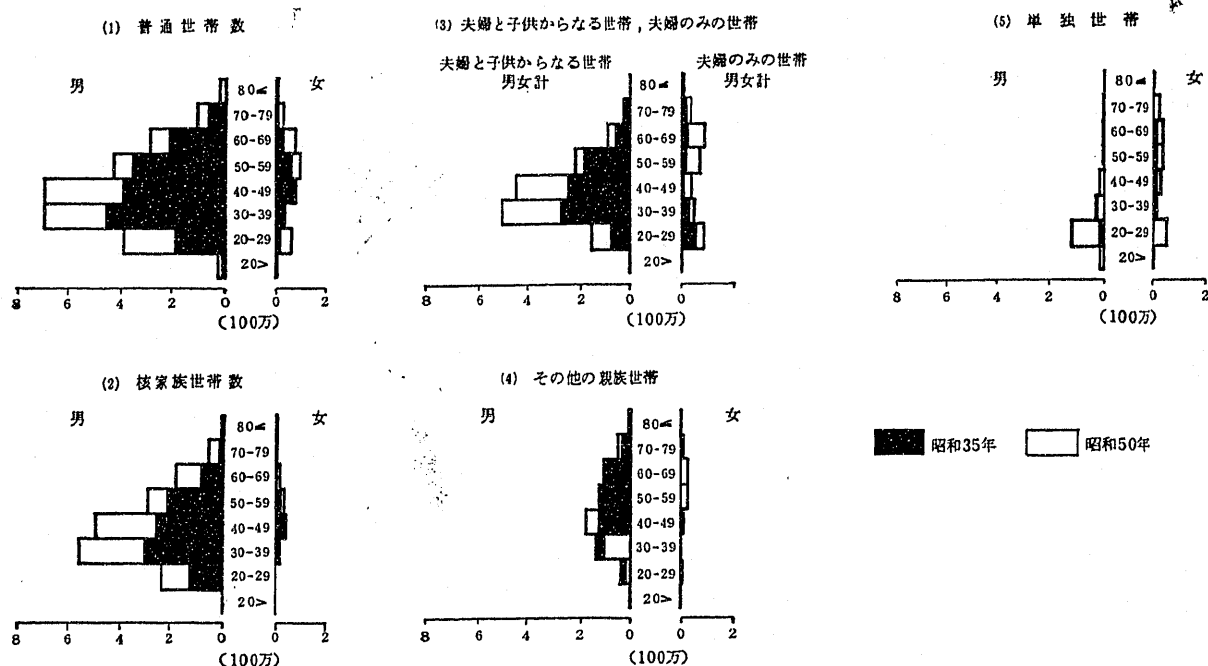 (1) 普通世帯数
男
女
80≦
70-79
60-69
50-59
40-49
30-39
20-29
20>
8 6 4 2 0 0 2
(100万)
(2) 核家族世帯数
男
女
80≦
70-79
60-69
50-59
40-49
30-39
20-29
20>
8 6 4 2 0 0 2
(100万)
(3) 夫婦と子供からなる世帯,夫婦のみの世帯
夫婦と子供からなる世帯
男女計
夫婦のみの世帯
男女計
80≦
70-79
60-69
50-59
40-49
30-39
20-29
20>
8 6 4 2 0 0
(100万)
(4) その他の親族世帯
男
女
80≦
70-79
60-69
50-59
40-49
30-39
20-29
20>
8 6 4 2 0 0 2
(100万)
(5) 単独世帯
男
女
80≦
70-79
60-69
50-59
40-49
30-39
20-29
20>
8 6 4 2 0 0 2
(100万)
昭和35年
昭和50年